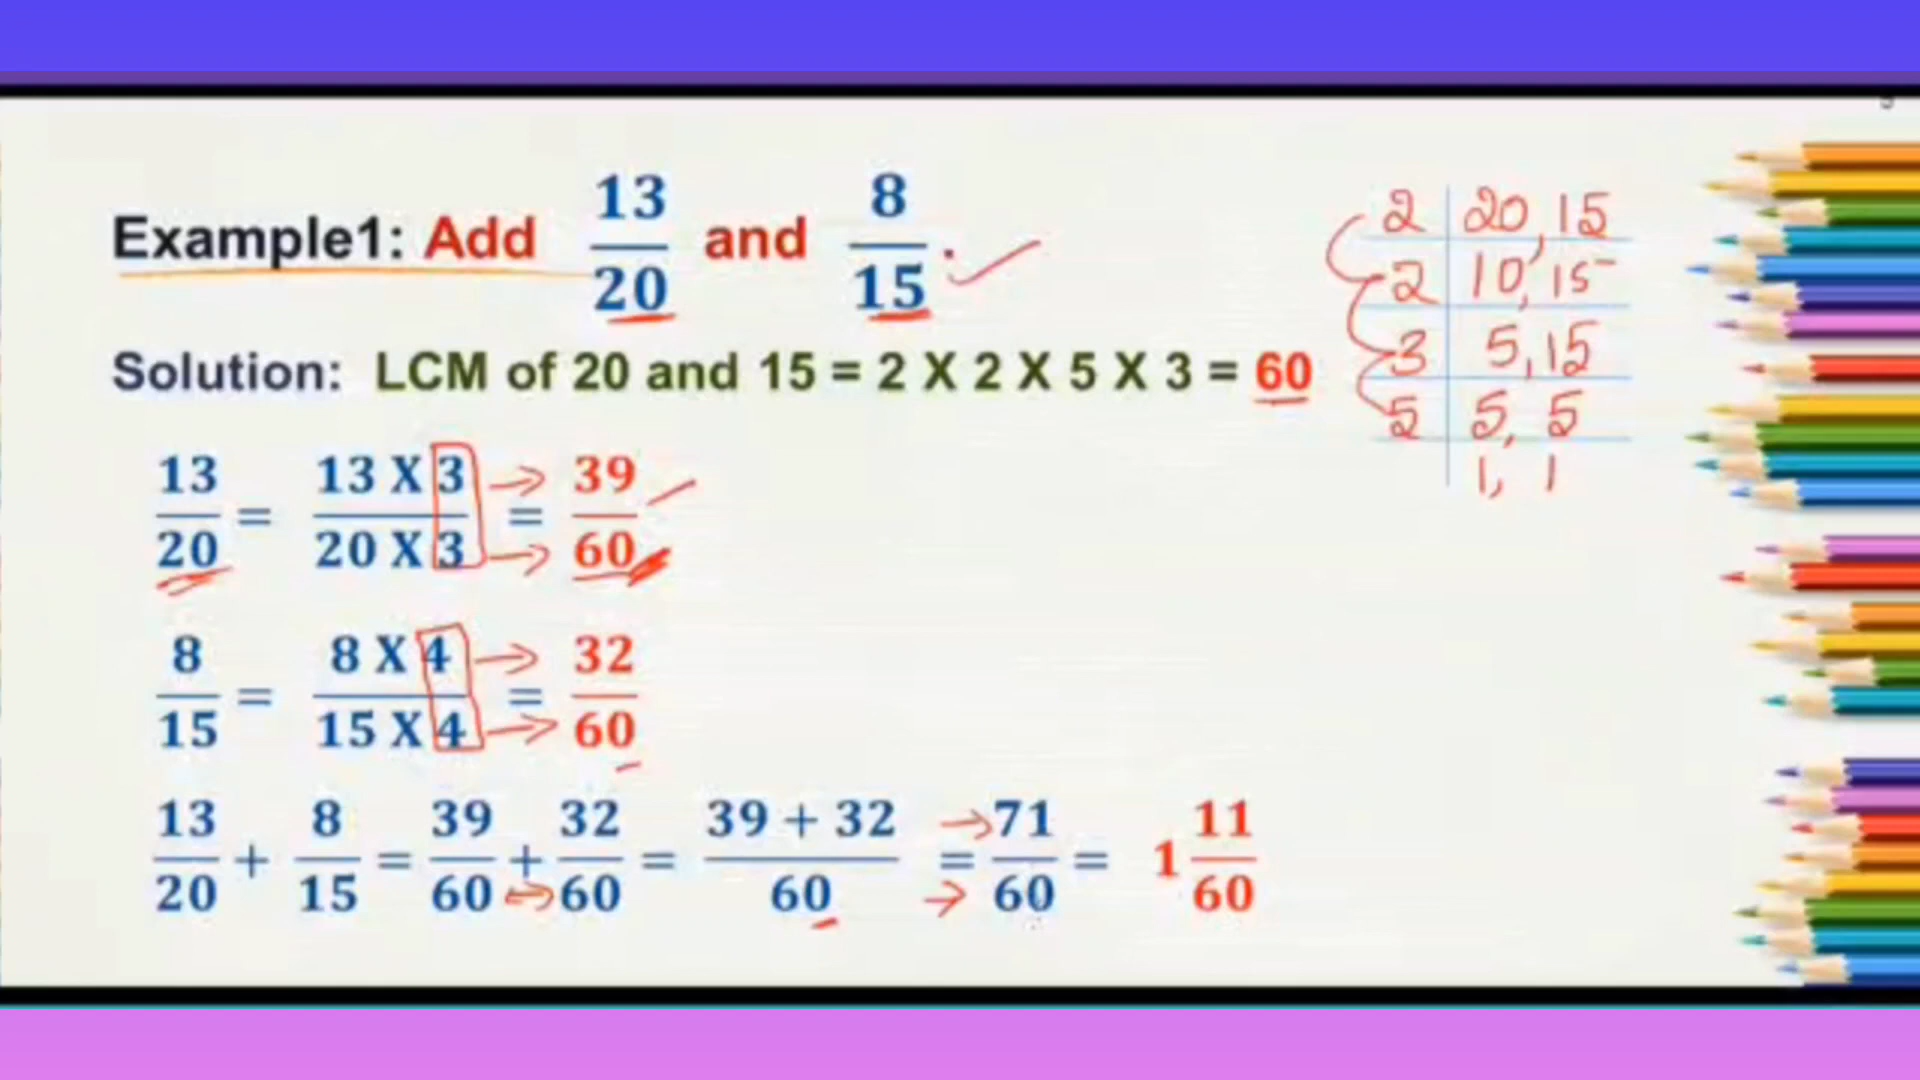 Example1: Add 13/20 and 8/15.
Solution: LCM of 20 and 15 = 2 X 2 X 5 X 3 = 60
13/20 = 13 X 3/20 X 3 = 39/60
8/15 = 8 X 4/15 X 4 = 32/60
13/20 + 8/15 = 39/60 + 32/60 = 39 + 32/60 = 71/60 = 1 11/60
2 | 20, 15
2 | 10, 15
3 | 5, 15
5 | 5, 5
1, 1